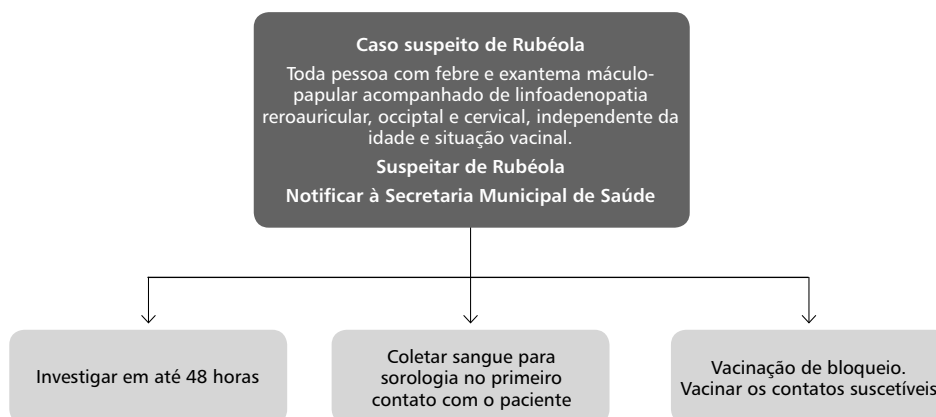 Caso suspeito de Rubéola
Toda pessoa com febre e exantema máculo-
papular acompanhado de linfoadenopatia
reroauricular, occiptal e cervical, independente da
idade e situação vacinal.
Suspeitar de Rubéola
Notificar à Secretaria Municipal de Saúde
Investigar em até 48 horas
Coletar sangue para
sorologia no primeiro
contato com o paciente
Vacinação de bloqueio.
Vacinar os contatos suscetíveis